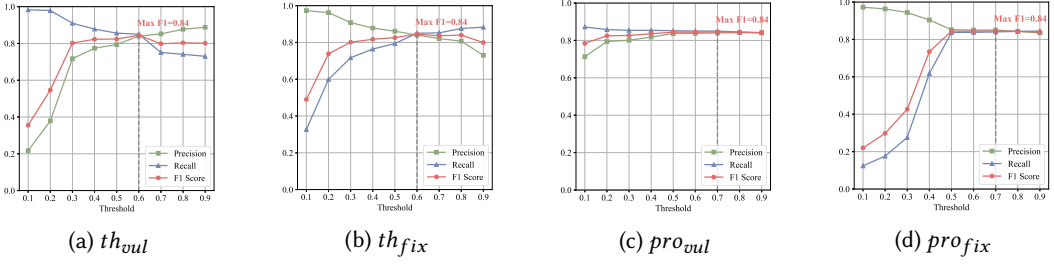 Max F1=0.84
1.0
0.8
0.6
0.4
0.2
0.0
0.1 0.2 0.3 0.4 0.5 0.6 0.7 0.8 0.9
Threshold
Precision
Recall
F1 Score
(a) th_vul
Max F1=0.84
1.0
0.8
0.6
0.4
0.2
0.0
0.1 0.2 0.3 0.4 0.5 0.6 0.7 0.8 0.9
Threshold
Precision
Recall
F1 Score
(b) th_fix
Max F1=0.84
1.0
0.8
0.6
0.4
0.2
0.0
0.1 0.2 0.3 0.4 0.5 0.6 0.7 0.8 0.9
Threshold
Precision
Recall
F1 Score
(c) pro_vul
Max F1=0.84
1.0
0.8
0.6
0.4
0.2
0.0
0.1 0.2 0.3 0.4 0.5 0.6 0.7 0.8 0.9
Threshold
Precision
Recall
F1 Score
(d) pro_fix